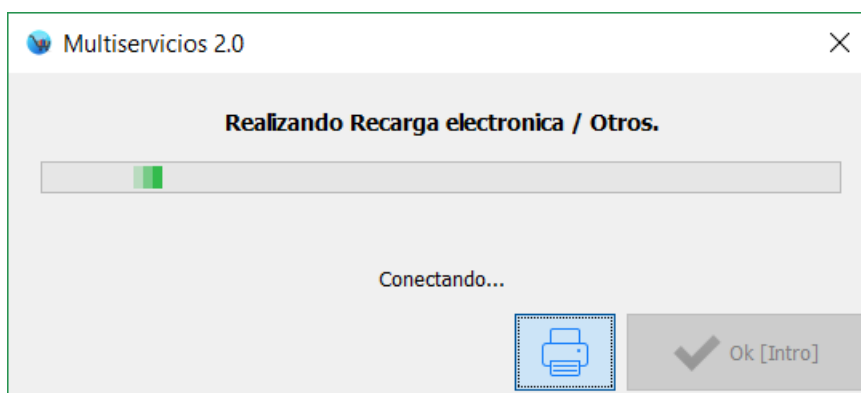 Multiservicios 2.0
Realizando Recarga electronica / Otros.
Conectando...
Ok [Intro]